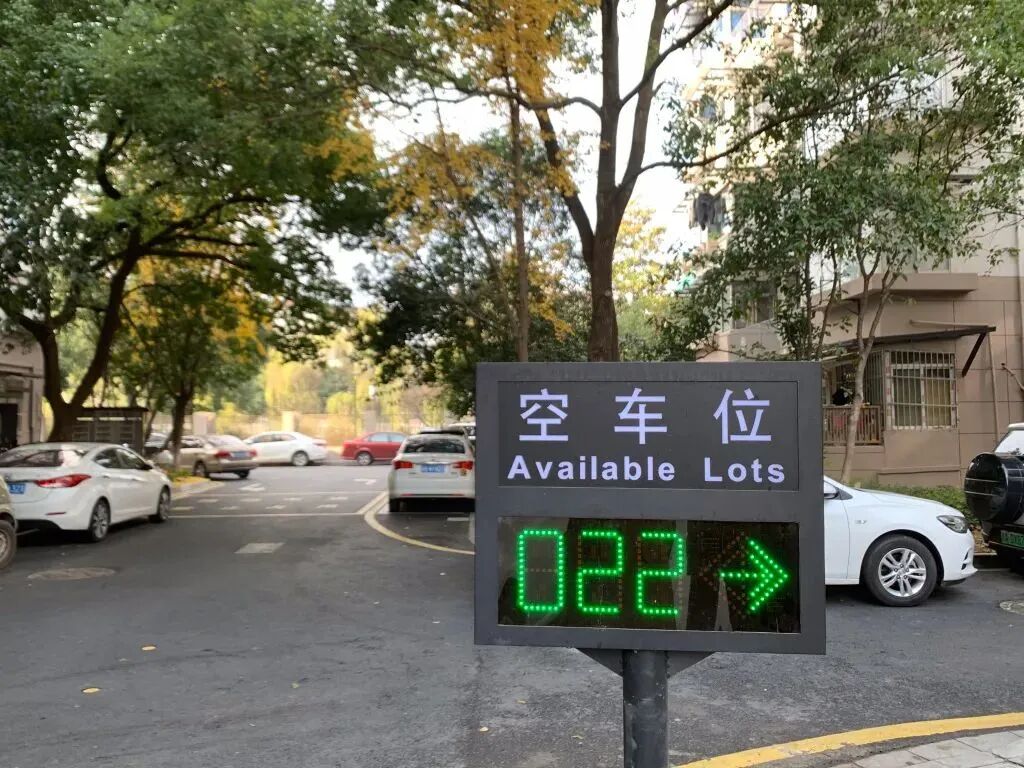 空车位
Available Lots
022→